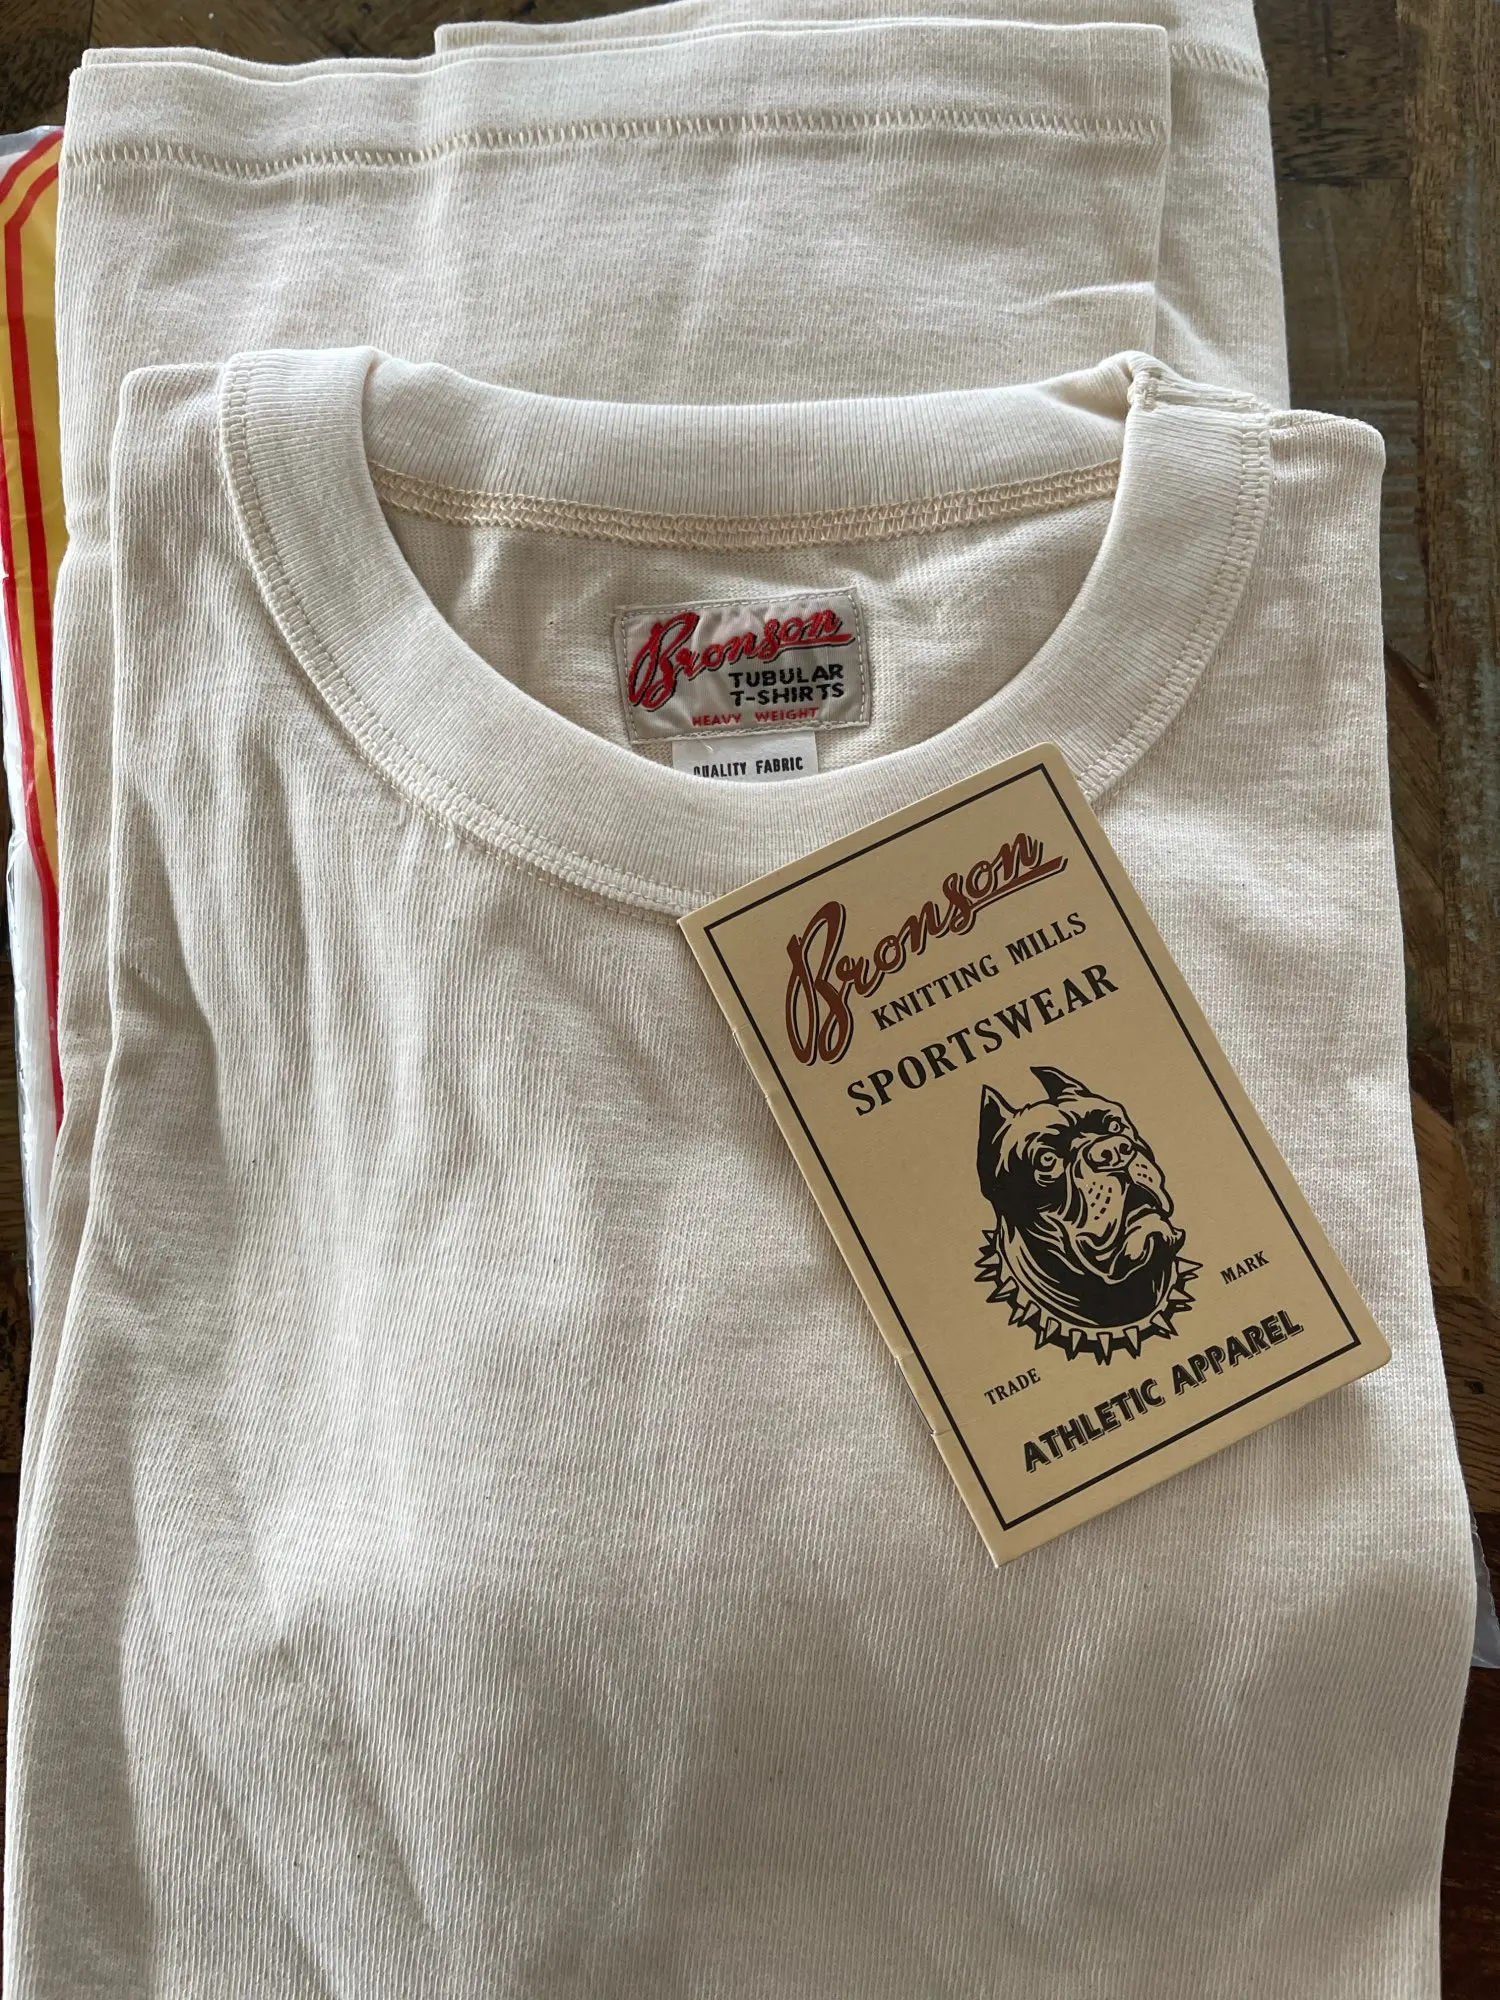 Bronson
TUBULAR
T-SHIRTS
HEAVY WEIGHT
QUALITY FABRIC
Bronson
KNITTING MILLS
SPORTSWEAR
TRADE MARK
ATHLETIC APPAREL